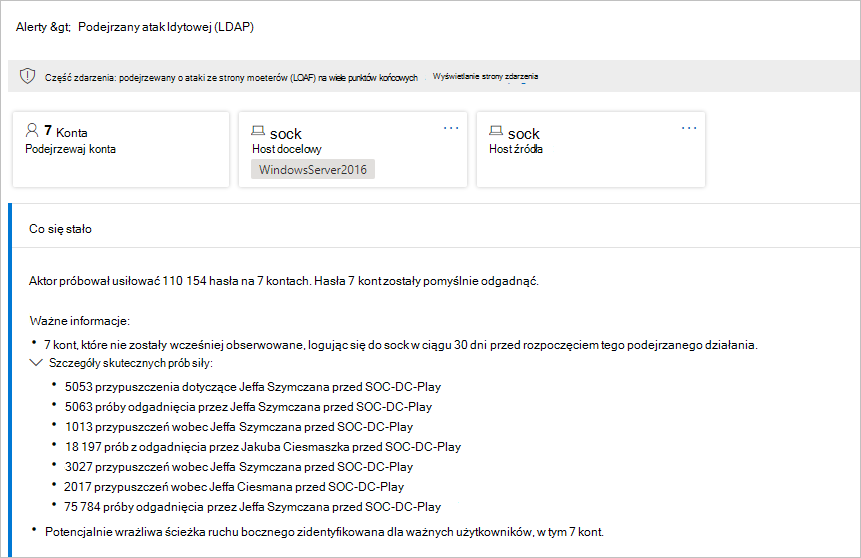 Alerty &gt; Podejrzany atak Idytowej (LDAP)
Część zdarzenia: podejrzewany o ataki ze strony moeterów (LOAF) na wiele punktów końcowych Wyświetlanie strony zdarzenia
7 Konta
Podejrzewaj konta
sock
Host docelowy
WindowsServer2016
sock
Host źródła
Co się stało
Aktor próbował usiłować 110 154 hasła na 7 kontach. Hasła 7 kont zostały pomyślnie odgadnąć.
Ważne informacje:
• 7 kont, które nie zostały wcześniej obserwowane, logując się do sock w ciągu 30 dni przed rozpoczęciem tego podejrzanego działania.
Szczegóły skutecznych prób siły:
• 5053 przypuszczenia dotyczące Jeffa Szymczana przed SOC-DC-Play
• 5063 próby odgadnięcia przez Jeffa Szymczana przed SOC-DC-Play
• 1013 przypuszczeń wobec Jeffa Szymczana przed SOC-DC-Play
• 18 197 prób z odgadnięcia przez Jakuba Ciesmaszka przed SOC-DC-Play
• 3027 przypuszczeń wobec Jeffa Szymczana przed SOC-DC-Play
• 2017 przypuszczeń wobec Jeffa Ciesmana przed SOC-DC-Play
• 75 784 próby odgadnięcia przez Jeffa Szymczana przed SOC-DC-Play
• Potencjalnie wrażliwa ścieżka ruchu bocznego zidentyfikowana dla ważnych użytkowników, w tym 7 kont.